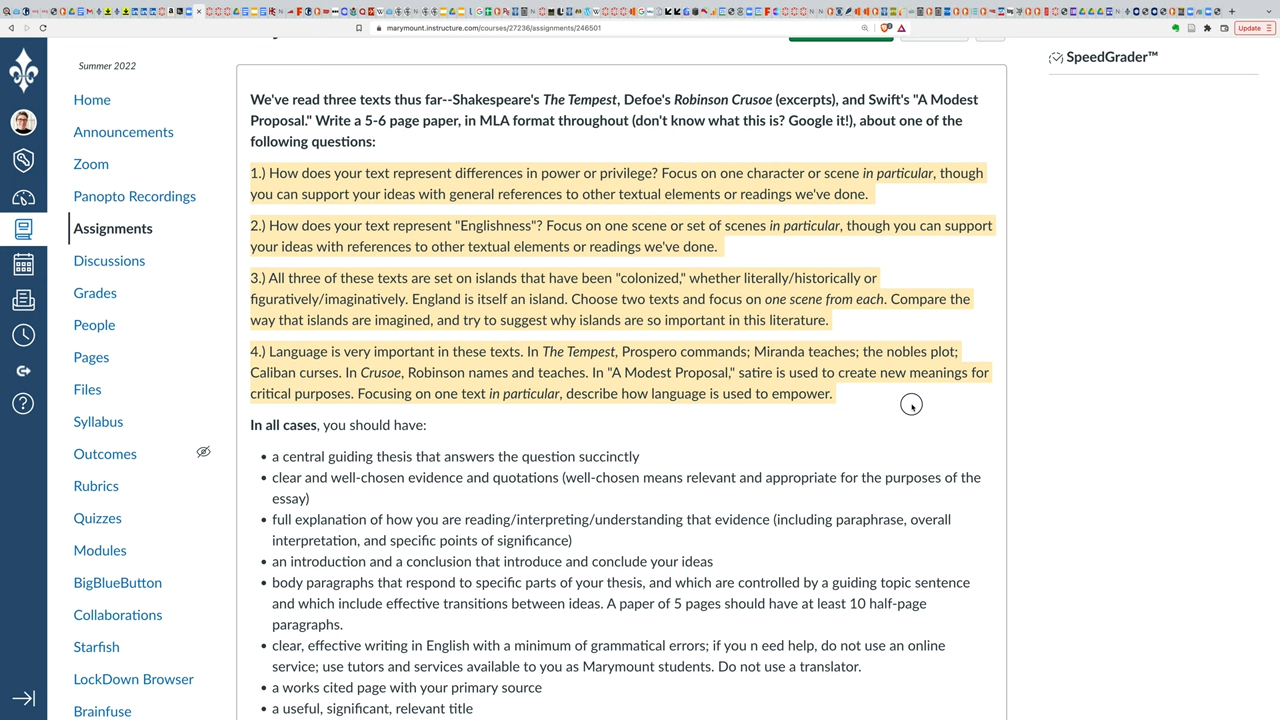 marymount.instructure.com/courses/27236/assignments/246501
Update
Summer 2022
Home
Announcements
Zoom
Panopto Recordings
Assignments
Discussions
Grades
People
Pages
Files
Syllabus
Outcomes
Rubrics
Quizzes
Modules
BigBlueButton
Collaborations
Starfish
LockDown Browser
Brainfuse
We've read three texts thus far--Shakespeare's The Tempest, Defoe's Robinson Crusoe (excerpts), and Swift's "A Modest
Proposal." Write a 5-6 page paper, in MLA format throughout (don't know what this is? Google it!), about one of the
following questions:
1.) How does your text represent differences in power or privilege? Focus on one character or scene in particular, though
you can support your ideas with general references to other textual elements or readings we've done.
2.) How does your text represent "Englishness"? Focus on one scene or set of scenes in particular, though you can support
your ideas with references to other textual elements or readings we've done.
3.) All three of these texts are set on islands that have been "colonized," whether literally/historically or
figuratively/imaginatively. England is itself an island. Choose two texts and focus on one scene from each. Compare the
way that islands are imagined, and try to suggest why islands are so important in this literature.
4.) Language is very important in these texts. In The Tempest, Prospero commands; Miranda teaches; the nobles plot;
Caliban curses. In Crusoe, Robinson names and teaches. In "A Modest Proposal," satire is used to create new meanings for
critical purposes. Focusing on one text in particular, describe how language is used to empower.
In all cases, you should have:
• a central guiding thesis that answers the question succinctly
• clear and well-chosen evidence and quotations (well-chosen means relevant and appropriate for the purposes of the
essay)
• full explanation of how you are reading/interpreting/understanding that evidence (including paraphrase, overall
interpretation, and specific points of significance)
• an introduction and a conclusion that introduce and conclude your ideas
• body paragraphs that respond to specific parts of your thesis, and which are controlled by a guiding topic sentence
and which include effective transitions between ideas. A paper of 5 pages should have at least 10 half-page
paragraphs.
• clear, effective writing in English with a minimum of grammatical errors; if you n eed help, do not use an online
service; use tutors and services available to you as Marymount students. Do not use a translator.
• a works cited page with your primary source
• a useful, significant, relevant title
SpeedGrader™